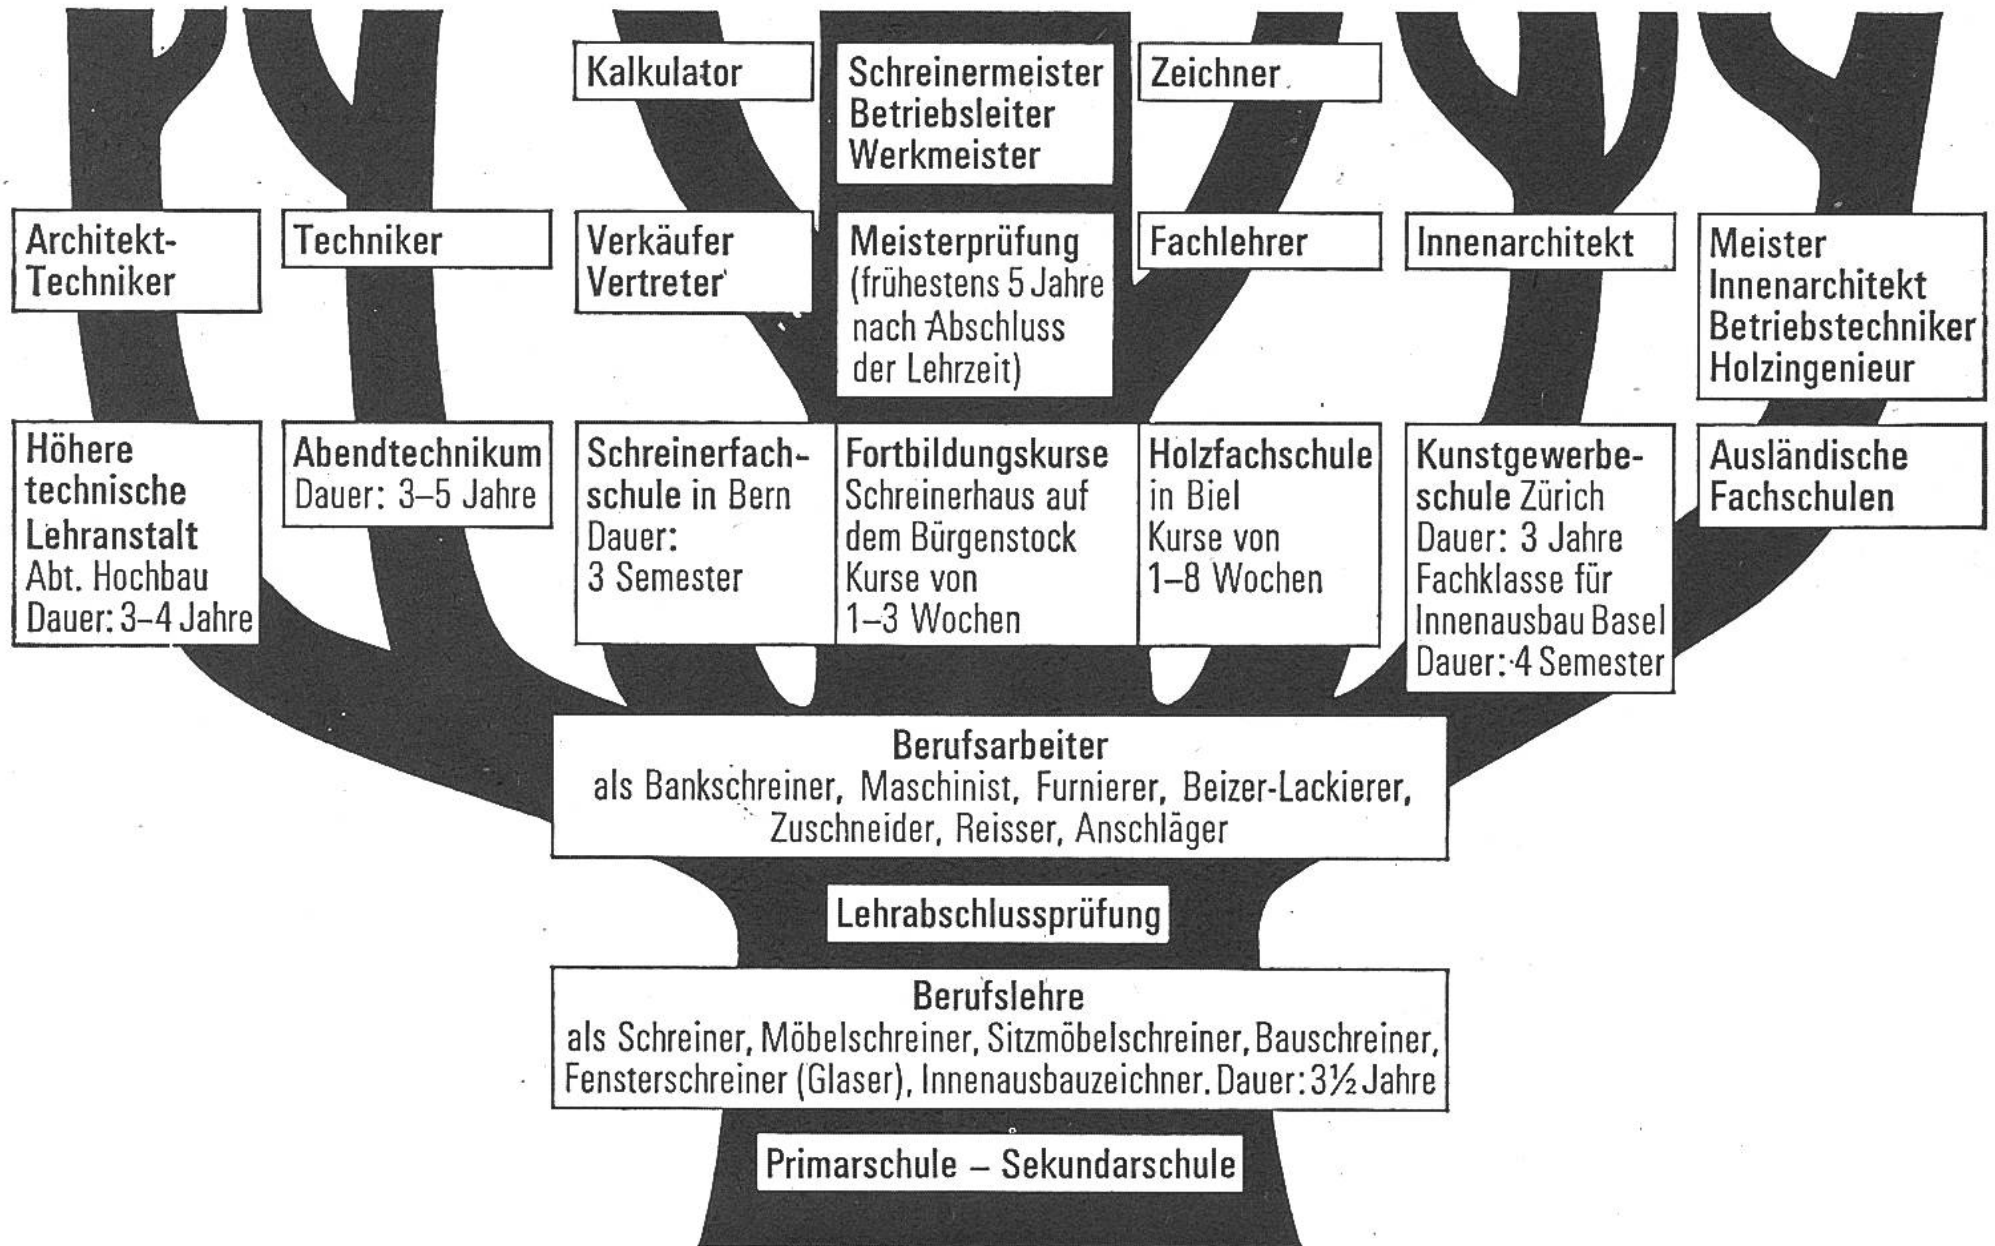 Kalkulator
Schreinermeister
Betriebsleiter
Werkmeister
Zeichner
Architekt-
Techniker
Techniker
Verkäufer
Vertreter
Meisterprüfung
(frühestens 5 Jahre
nach Abschluss
der Lehrzeit)
Fachlehrer
Innenarchitekt
Meister
Innenarchitekt
Betriebstechniker
Holzingenieur
Höhere
technische
Lehranstalt
Abt. Hochbau
Dauer: 3–4 Jahre
Abendtechnikum
Dauer: 3–5 Jahre
Schreinerfach-
schule in Bern
Dauer:
3 Semester
Fortbildungskurse
Schreinerhaus auf
dem Bürgenstock
Kurse von
1–3 Wochen
Holzfachschule
in Biel
Kurse von
1–8 Wochen
Kunstgewerbe-
schule Zürich
Dauer: 3 Jahre
Fachklasse für
Innenausbau Basel
Dauer: 4 Semester
Ausländische
Fachschulen
Berufsarbeiter
als Bankschreiner, Maschinist, Furnierer, Beizer-Lackierer,
Zuschneider, Reisser, Anschläger
Lehrabschlussprüfung
Berufslehre
als Schreiner, Möbelschreiner, Sitzmöbelschreiner, Bauschreiner,
Fensterschreiner (Glaser), Innenausbauzeichner. Dauer: 3½ Jahre
Primarschule – Sekundarschule